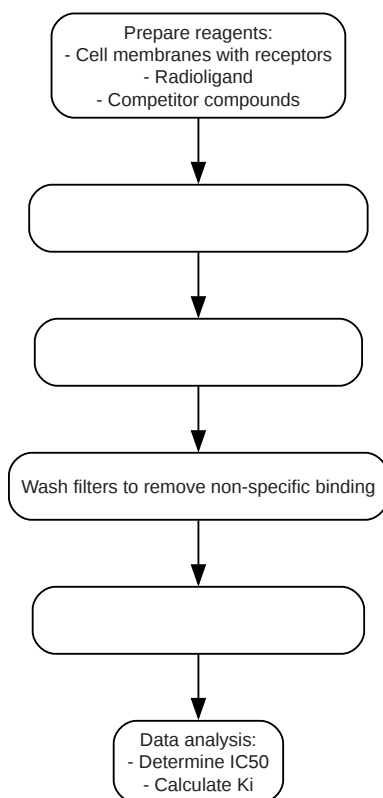 Prepare reagents:
- Cell membranes with receptors
- Radioligand
- Competitor compounds
Wash filters to remove non-specific binding
Data analysis:
- Determine IC50
- Calculate Ki